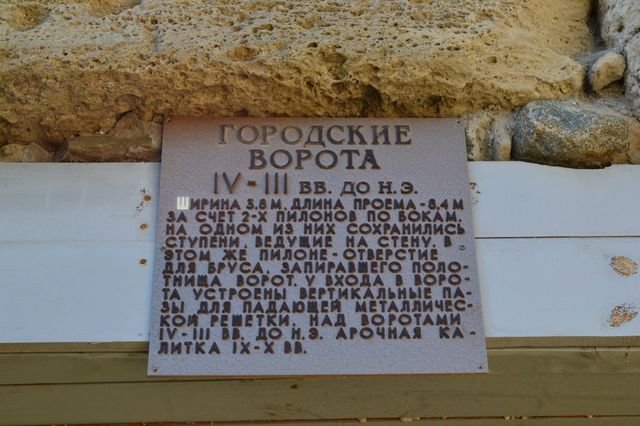 ГОРОДСКИЕ
ВОРОТА
IV-III ВВ. ДО Н.Э.
ШИРИНА 3,8 М, ДЛИНА ПРОЕМА - 8,4 М
ЗА СЧЕТ 2-Х ПИЛОНОВ ПО БОКАМ.
НА ОДНОМ ИЗ НИХ СОХРАНИЛИСЬ
СТУПЕНИ, ВЕДУЩИЕ НА СТЕНУ. В
ЭТОМ ЖЕ ПИЛОНЕ - ОТВЕРСТИЕ
ДЛЯ БРУСА, ЗАПИРАВШЕГО ПОЛО-
ТНИЩА ВОРОТ. У ВХОДА В ВОРО-
ТА УСТРОЕНЫ ВЕРТИКАЛЬНЫЕ ПА-
ЗЫ ДЛЯ ПАДАЮЩЕЙ МЕТАЛЛИЧЕС-
КОЙ РЕШЕТКИ. НАД ВОРОТАМИ
IV-III ВВ. ДО Н.Э. АРОЧНАЯ КА-
ЛИТКА IX-X ВВ.